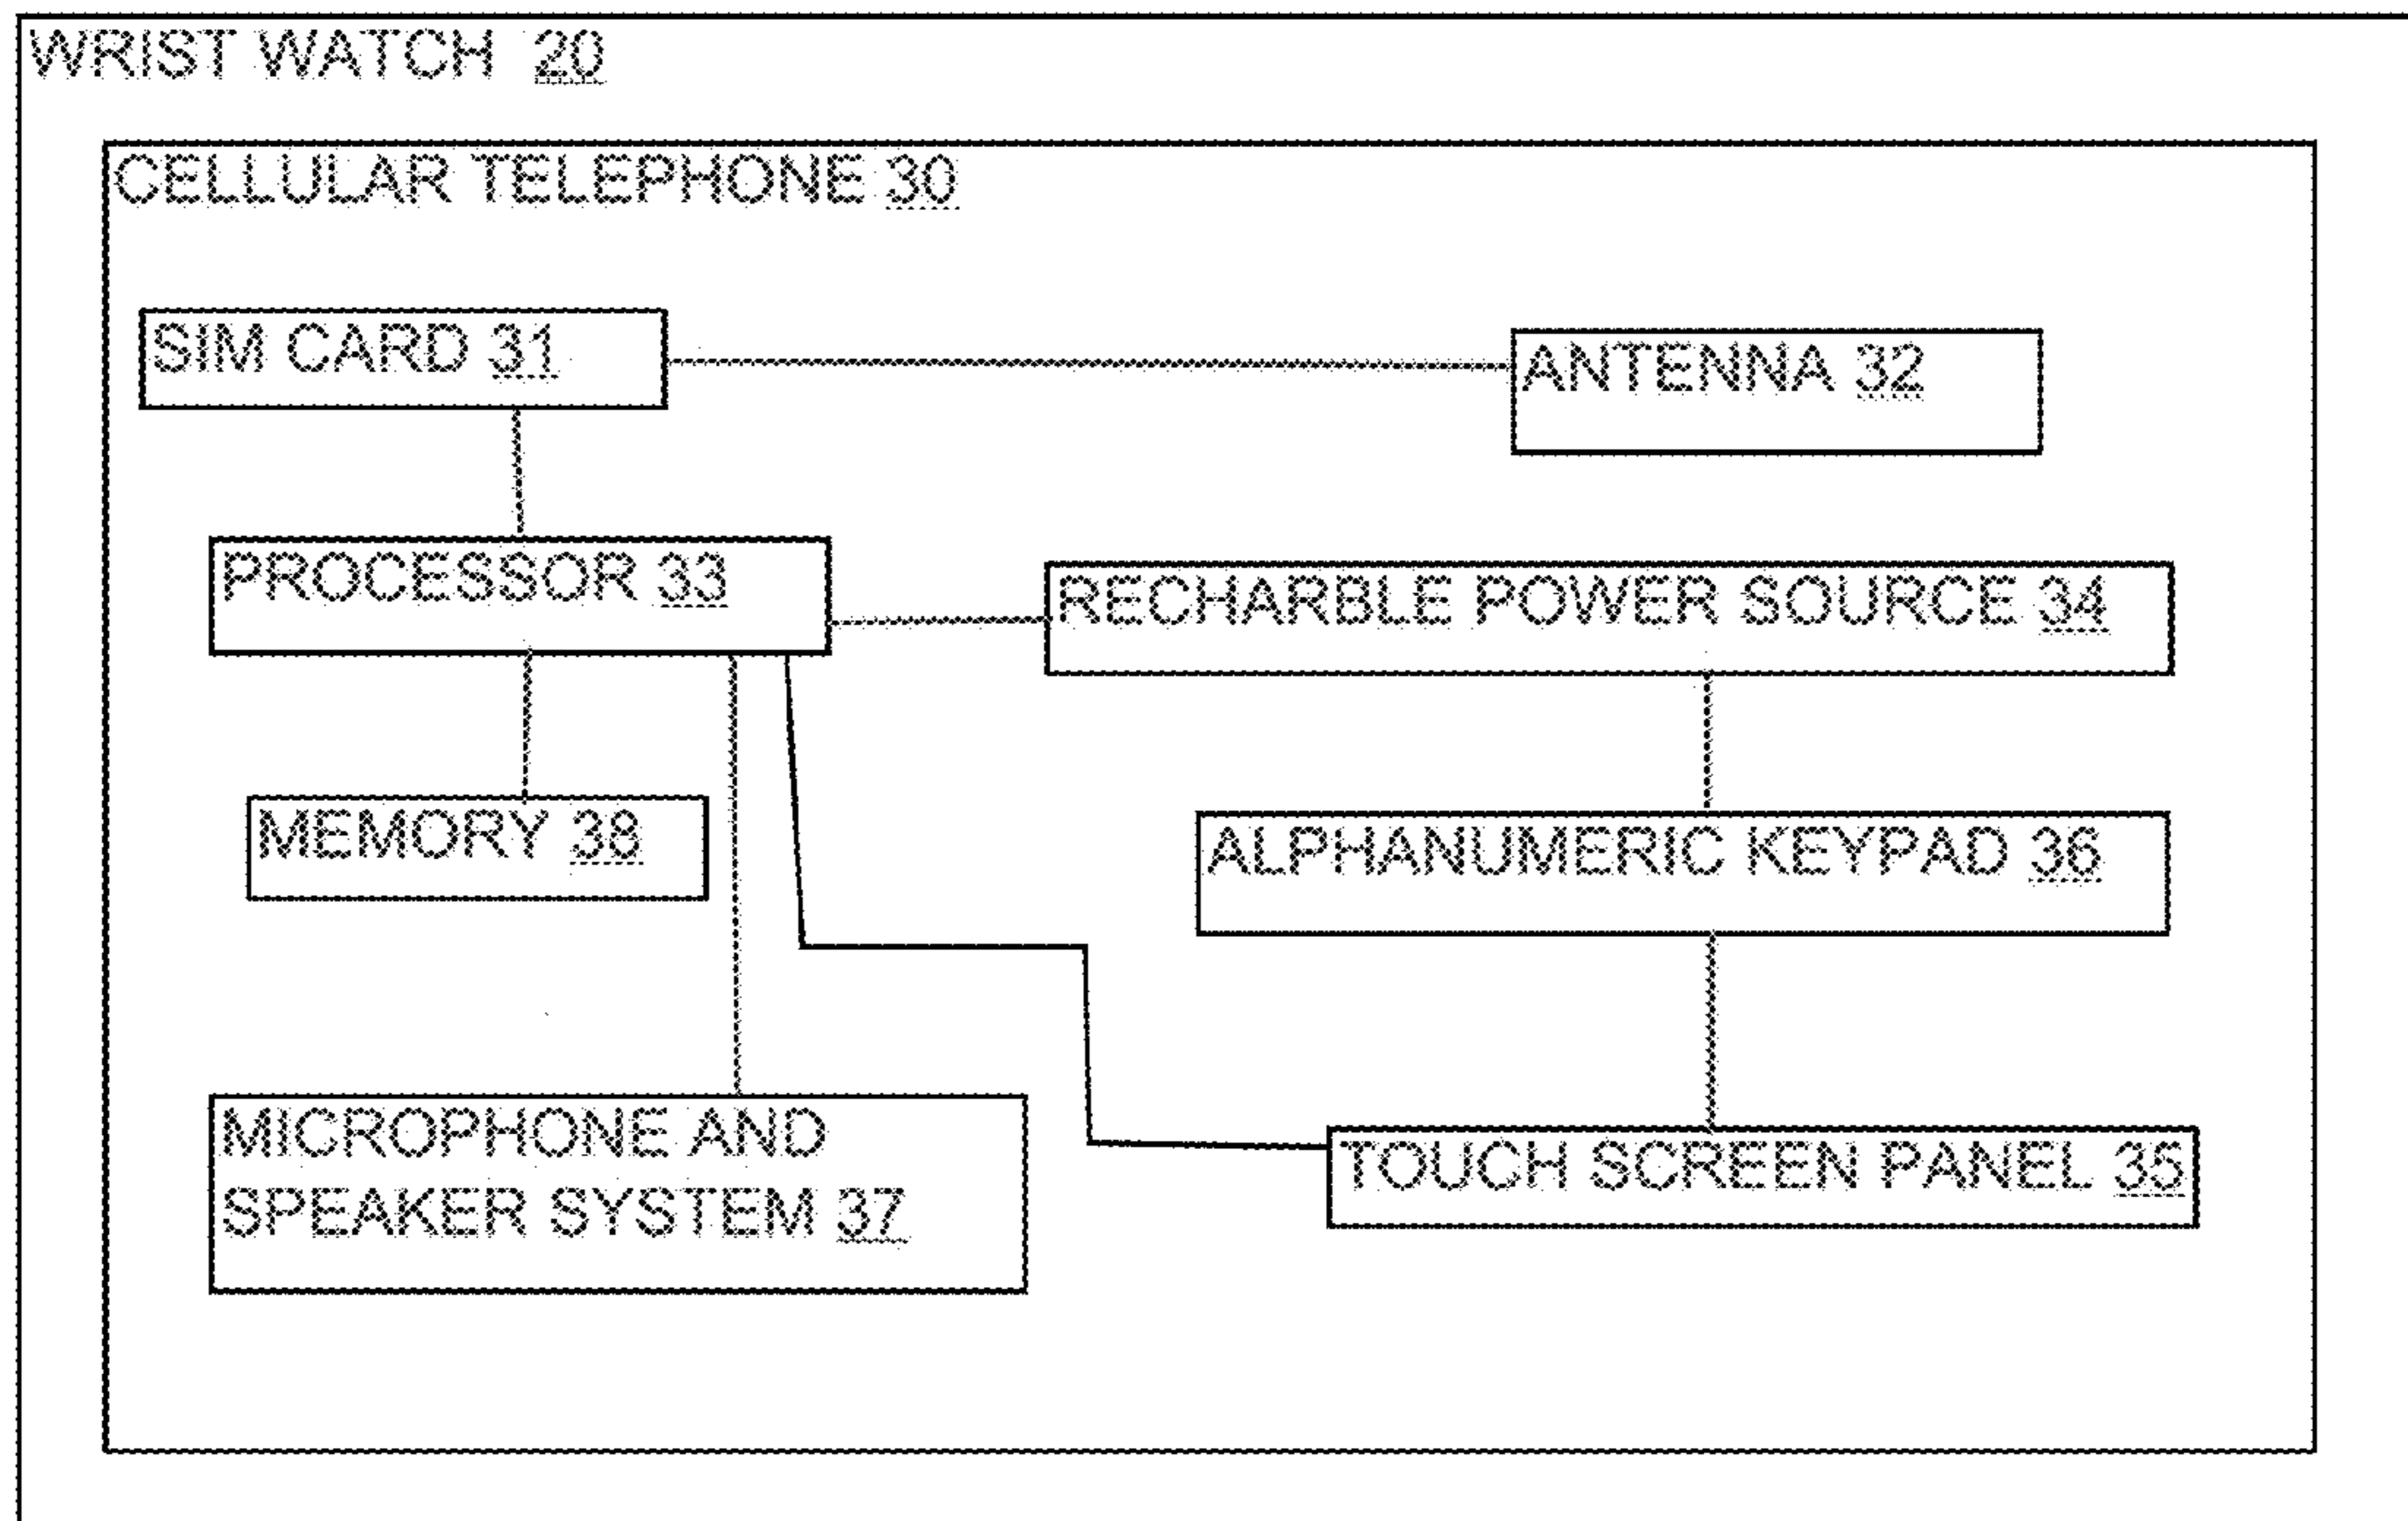 WRIST WATCH 20
CELLULAR TELEPHONE 30
SIM CARD 31
ANTENNA 32
PROCESSOR 33
RECHARBLE POWER SOURCE 34
MEMORY 38
ALPHANUMERIC KEYPAD 36
MICROPHONE AND
SPEAKER SYSTEM 37
TOUCH SCREEN PANEL 35